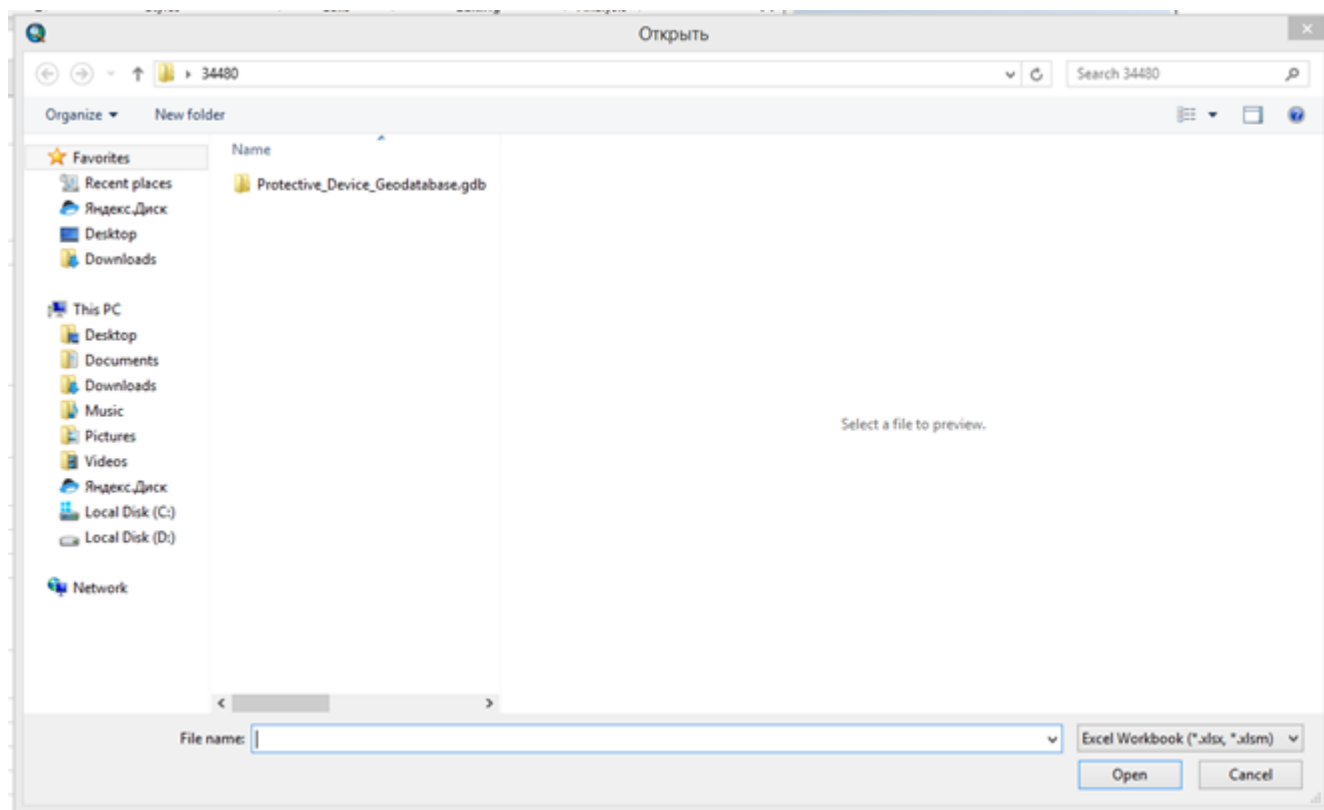 Открыть
34480
Search 34480
Organize
New folder
Favorites
Recent places
Яндекс.Диск
Desktop
Downloads
This PC
Desktop
Documents
Downloads
Music
Pictures
Videos
Яндекс.Диск
Local Disk (C:)
Local Disk (D:)
Network
Name
Protective_Device_Geodatabase.gdb
Select a file to preview.
File name:
Excel Workbook (*.xlsx, *.xlsm)
Open
Cancel